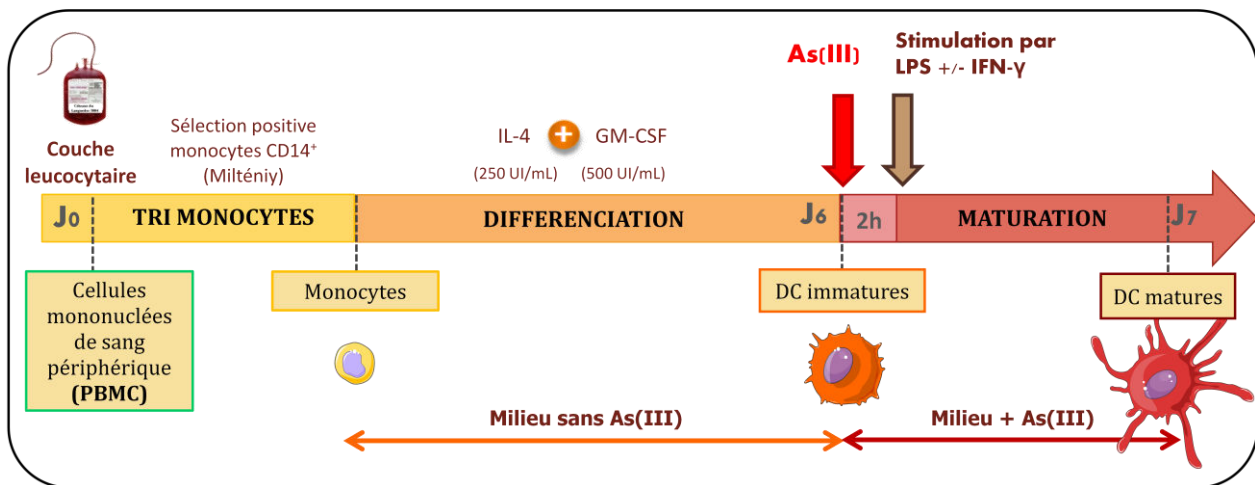 Couche
leucocytaire
Sélection positive
monocytes CD14⁺
(Milténiy)
IL-4 + GM-CSF
(250 UI/mL) (500 UI/mL)
As(III)
Stimulation par
LPS +/- IFN-γ
J0 TRI MONOCYTES DIFFERENCIATION J6 2h MATURATION J7
Cellules
mononuclées
de sang
périphérique
(PBMC)
Monocytes
DC immatures
DC matures
Milieu sans As(III)
Milieu + As(III)